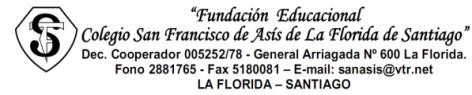 “Fundación Educacional
Colegio San Francisco de Asís de La Florida de Santiago”
Dec. Cooperador 005252/78 - General Arriagada Nº 600 La Florida.
Fono 2881765 - Fax 5180081 – E-mail: sanasis@vtr.net
LA FLORIDA – SANTIAGO